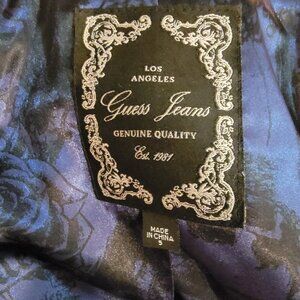 LOS
ANGELES
Guess Jeans
GENUINE QUALITY
Est. 1981
MADE
IN CHINA
S